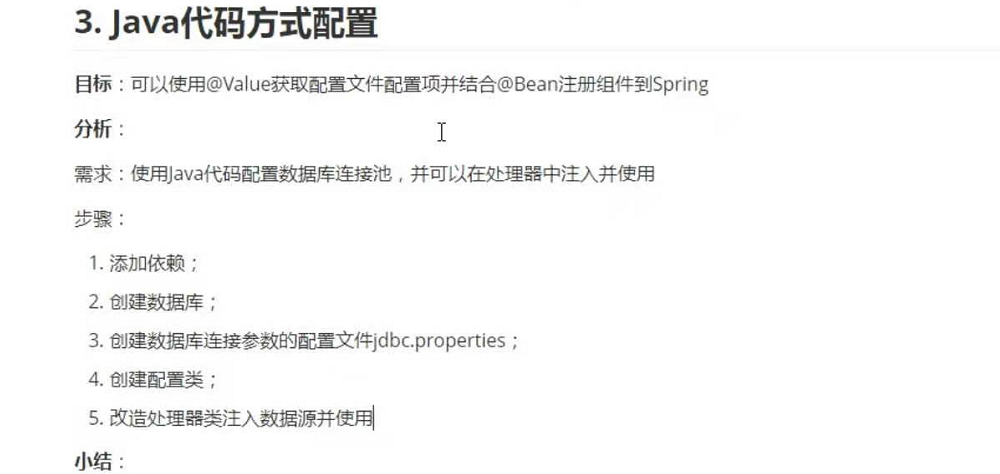 3. Java代码方式配置
目标：可以使用@Value获取配置文件配置项并结合@Bean注册组件到Spring
分析：
需求：使用Java代码配置数据库连接池，并可以在处理器中注入并使用
步骤：
1. 添加依赖；
2. 创建数据库；
3. 创建数据库连接参数的配置文件jdbc.properties；
4. 创建配置类；
5. 改造处理器类注入数据源并使用
小结：